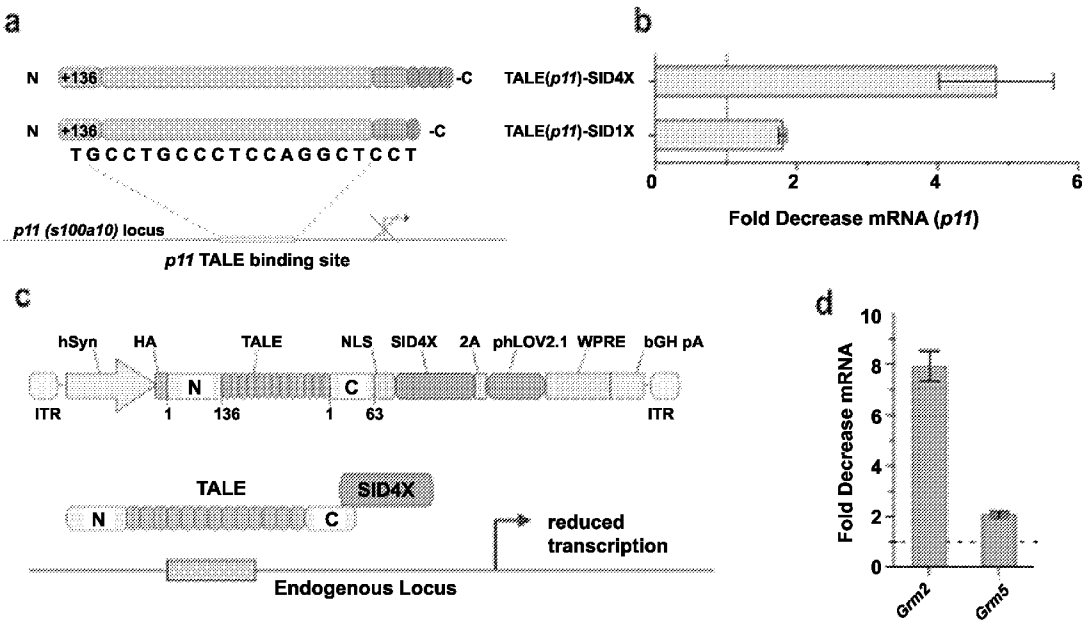 a
N +136 -C
N +136 -C
TGCCTGCCCTCCAGGCTCCT
p11 (s100a10) locus
p11 TALE binding site
b
TALE(p11)-SID4X
TALE(p11)-SID1X
0 2 4 6
Fold Decrease mRNA (p11)
c
hSyn HA TALE NLS SID4X 2A phLOV2.1 WPRE bGH pA
N C
ITR 1 136 1 63 ITR
TALE SID4X
N C
reduced
transcription
Endogenous Locus
d
Fold Decrease mRNA
10
8
6
4
2
0
Grm2 Grm5